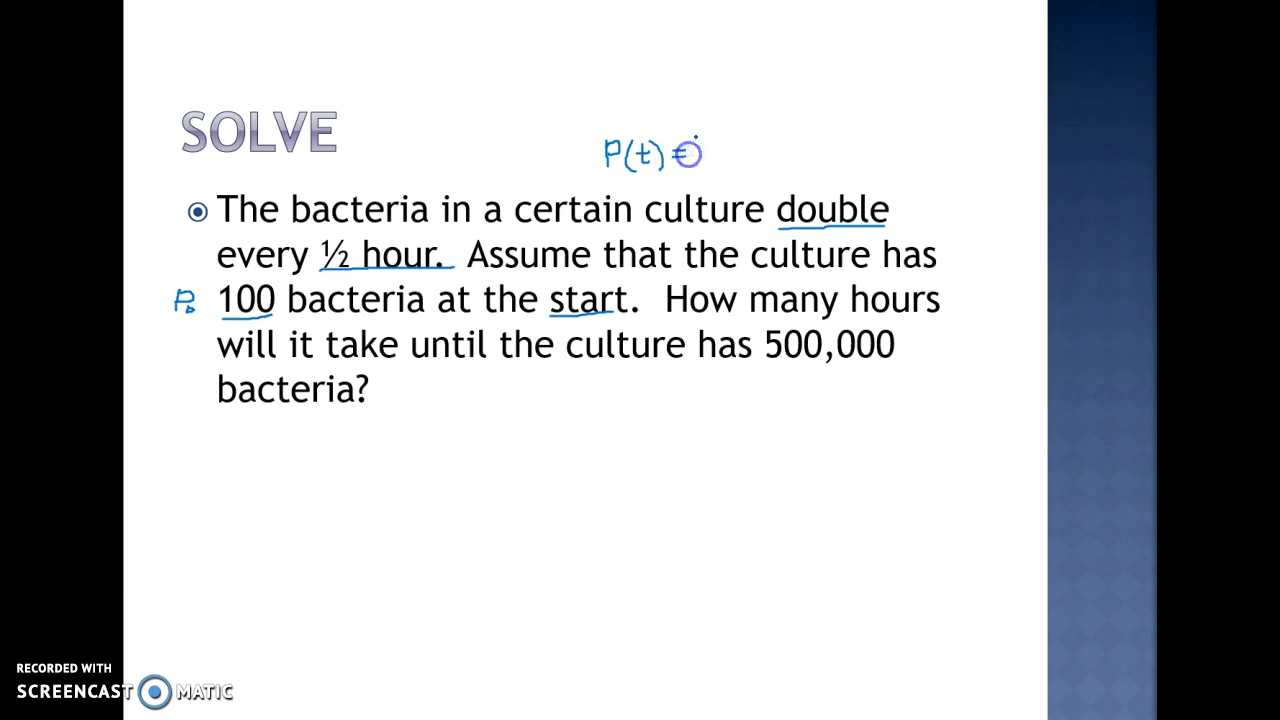 SOLVE
P(t) =
The bacteria in a certain culture double
every ½ hour. Assume that the culture has
P₀ 100 bacteria at the start. How many hours
will it take until the culture has 500,000
bacteria?
RECORDED WITH
SCREENCAST MATIC